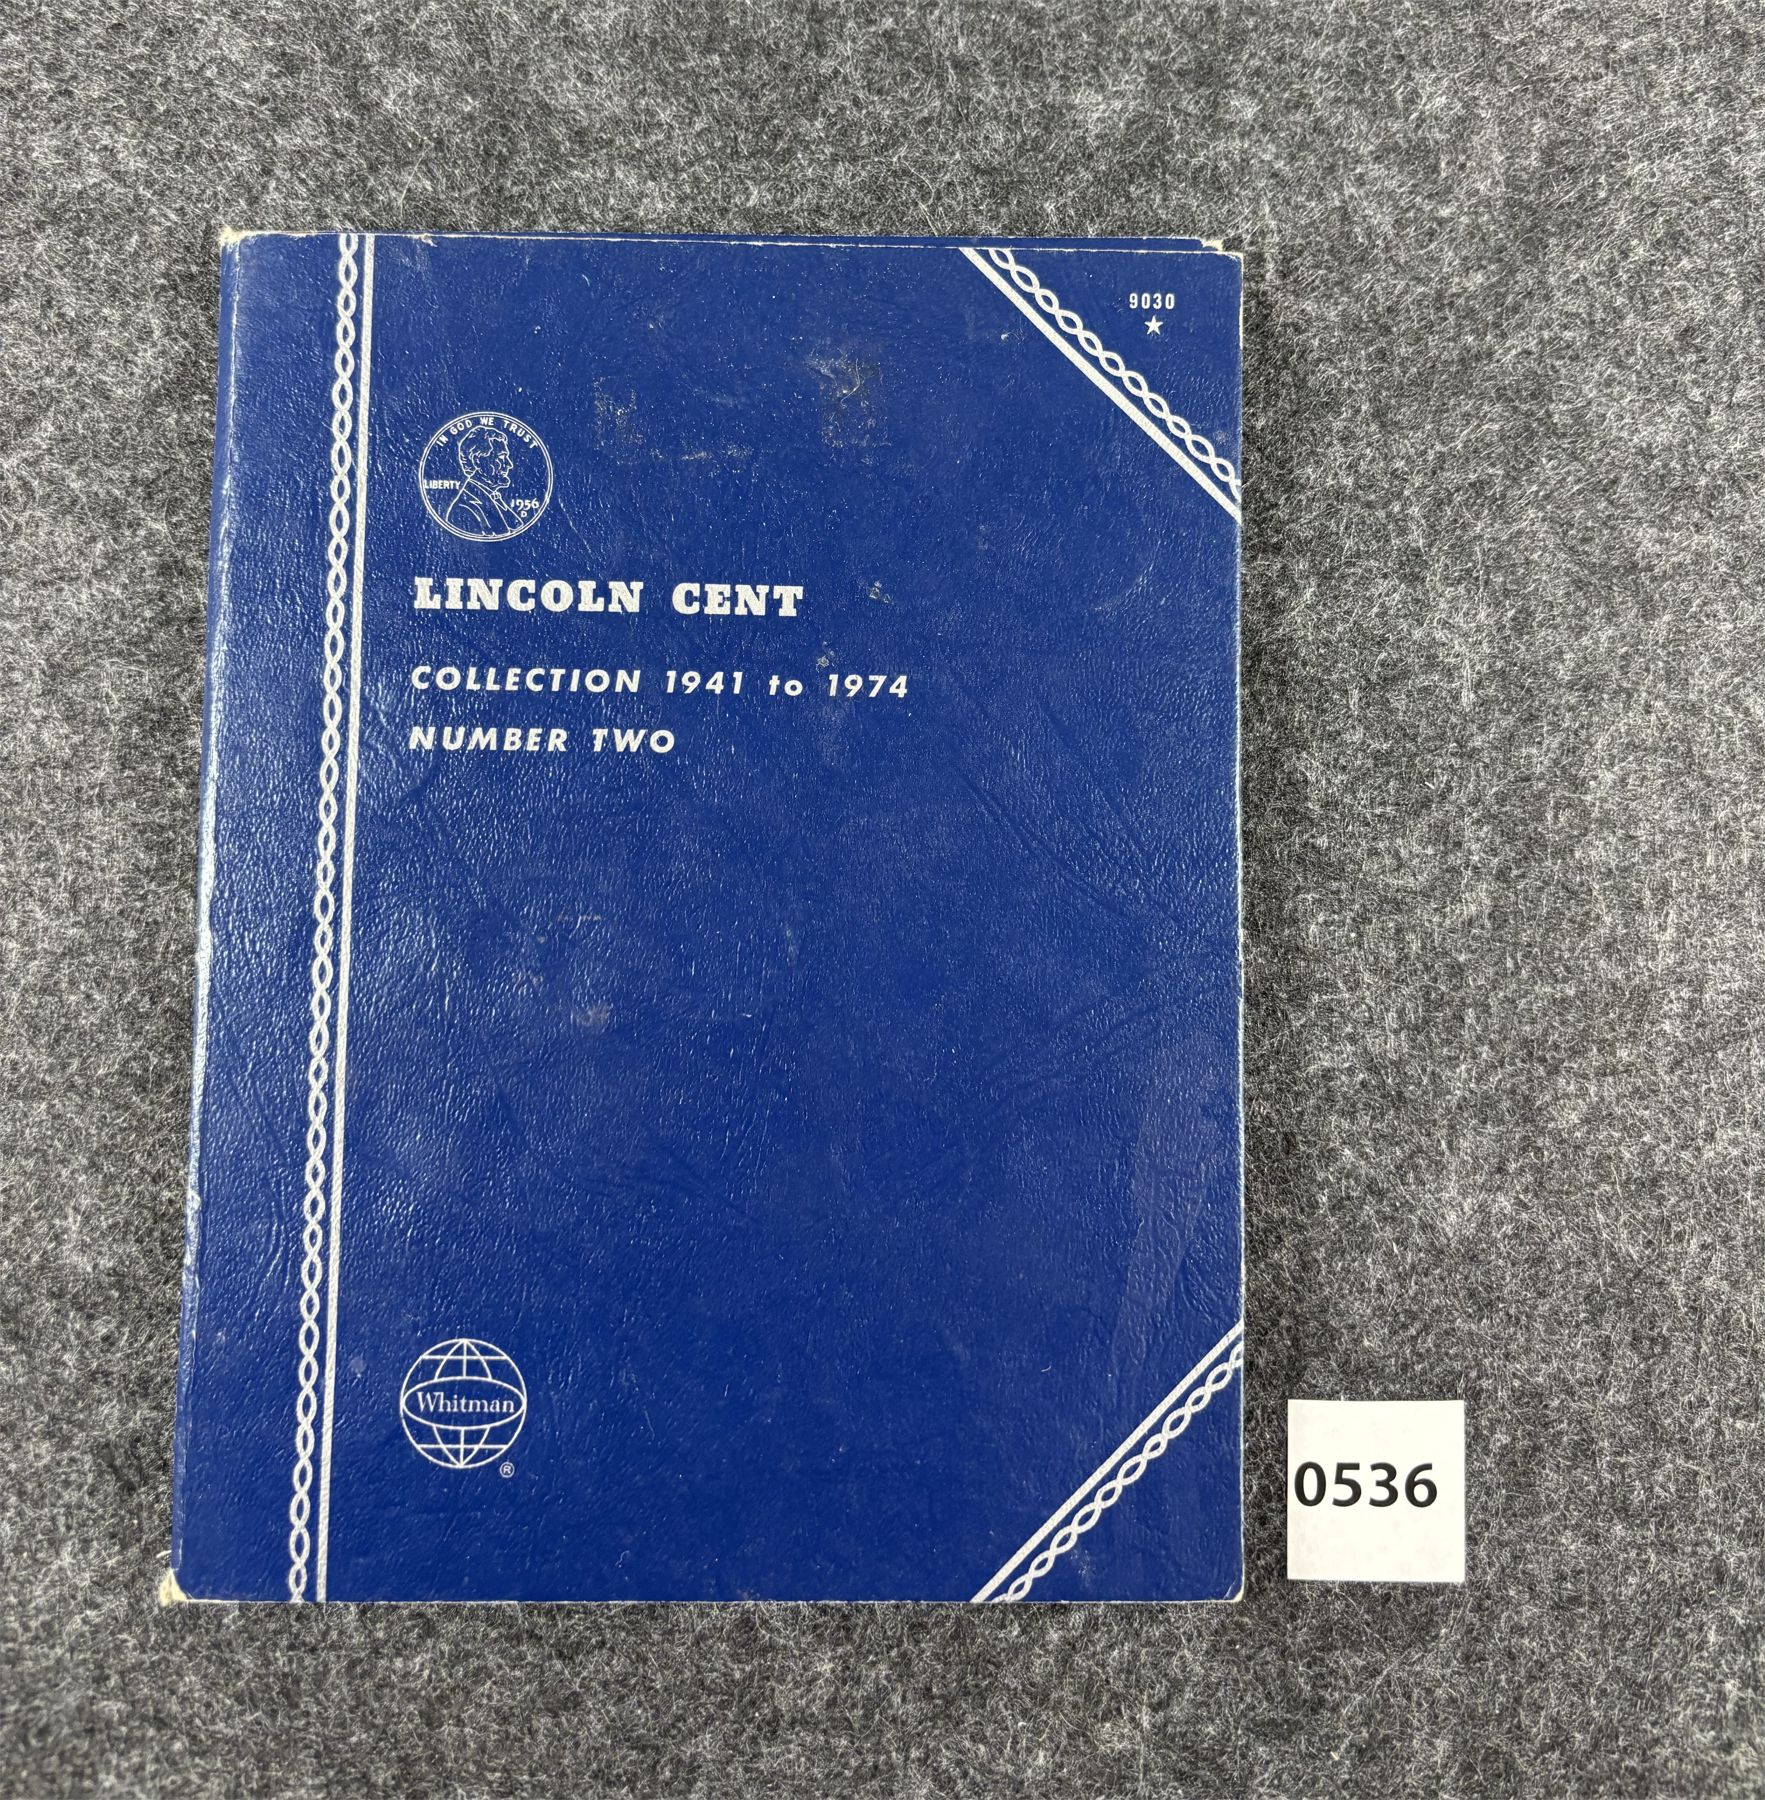 9030
★
IN GOD WE TRUST
LIBERTY
1956
D
LINCOLN CENT
COLLECTION 1941 to 1974
NUMBER TWO
Whitman
®
0536